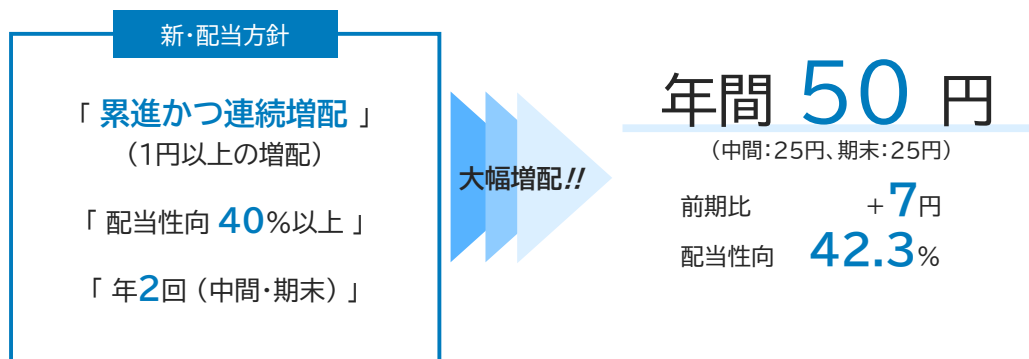 新・配当方針
「 累進かつ連続増配 」
（1円以上の増配）
「 配当性向 40%以上 」
「 年2回（中間・期末）」
大幅増配!!
年間 50 円
（中間：25円、期末：25円）
前期比 +7円
配当性向 42.3%